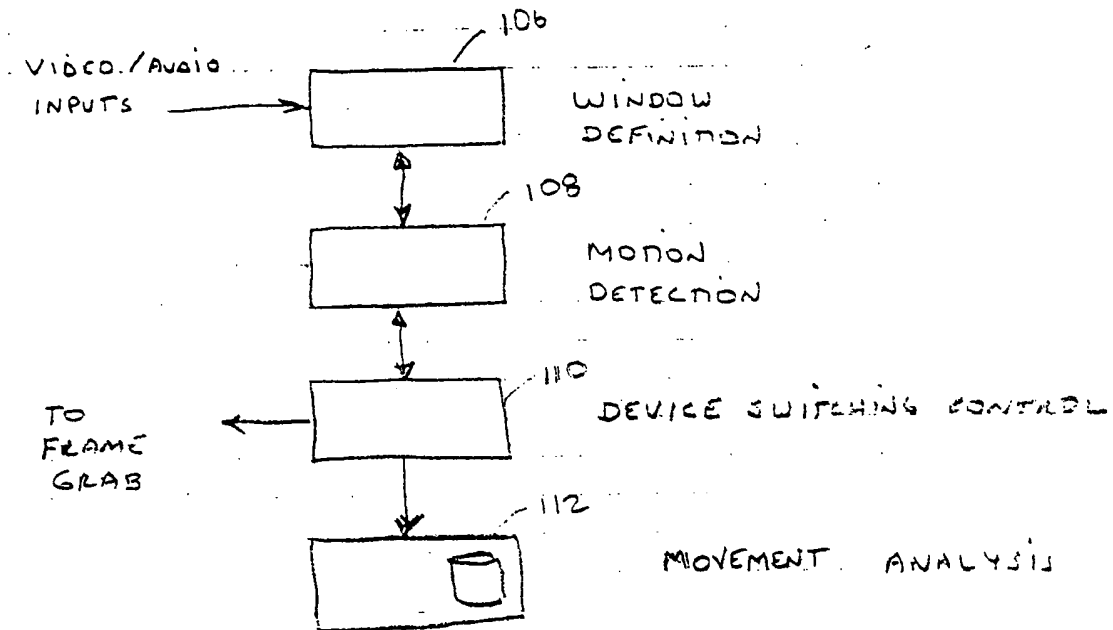 106
VIDEO/AUDIO
INPUTS
WINDOW
DEFINITION
108
MOTION
DETECTION
110
TO
FRAME
GRAB
DEVICE SWITCHING CONTROL
112
MOVEMENT ANALYSIS